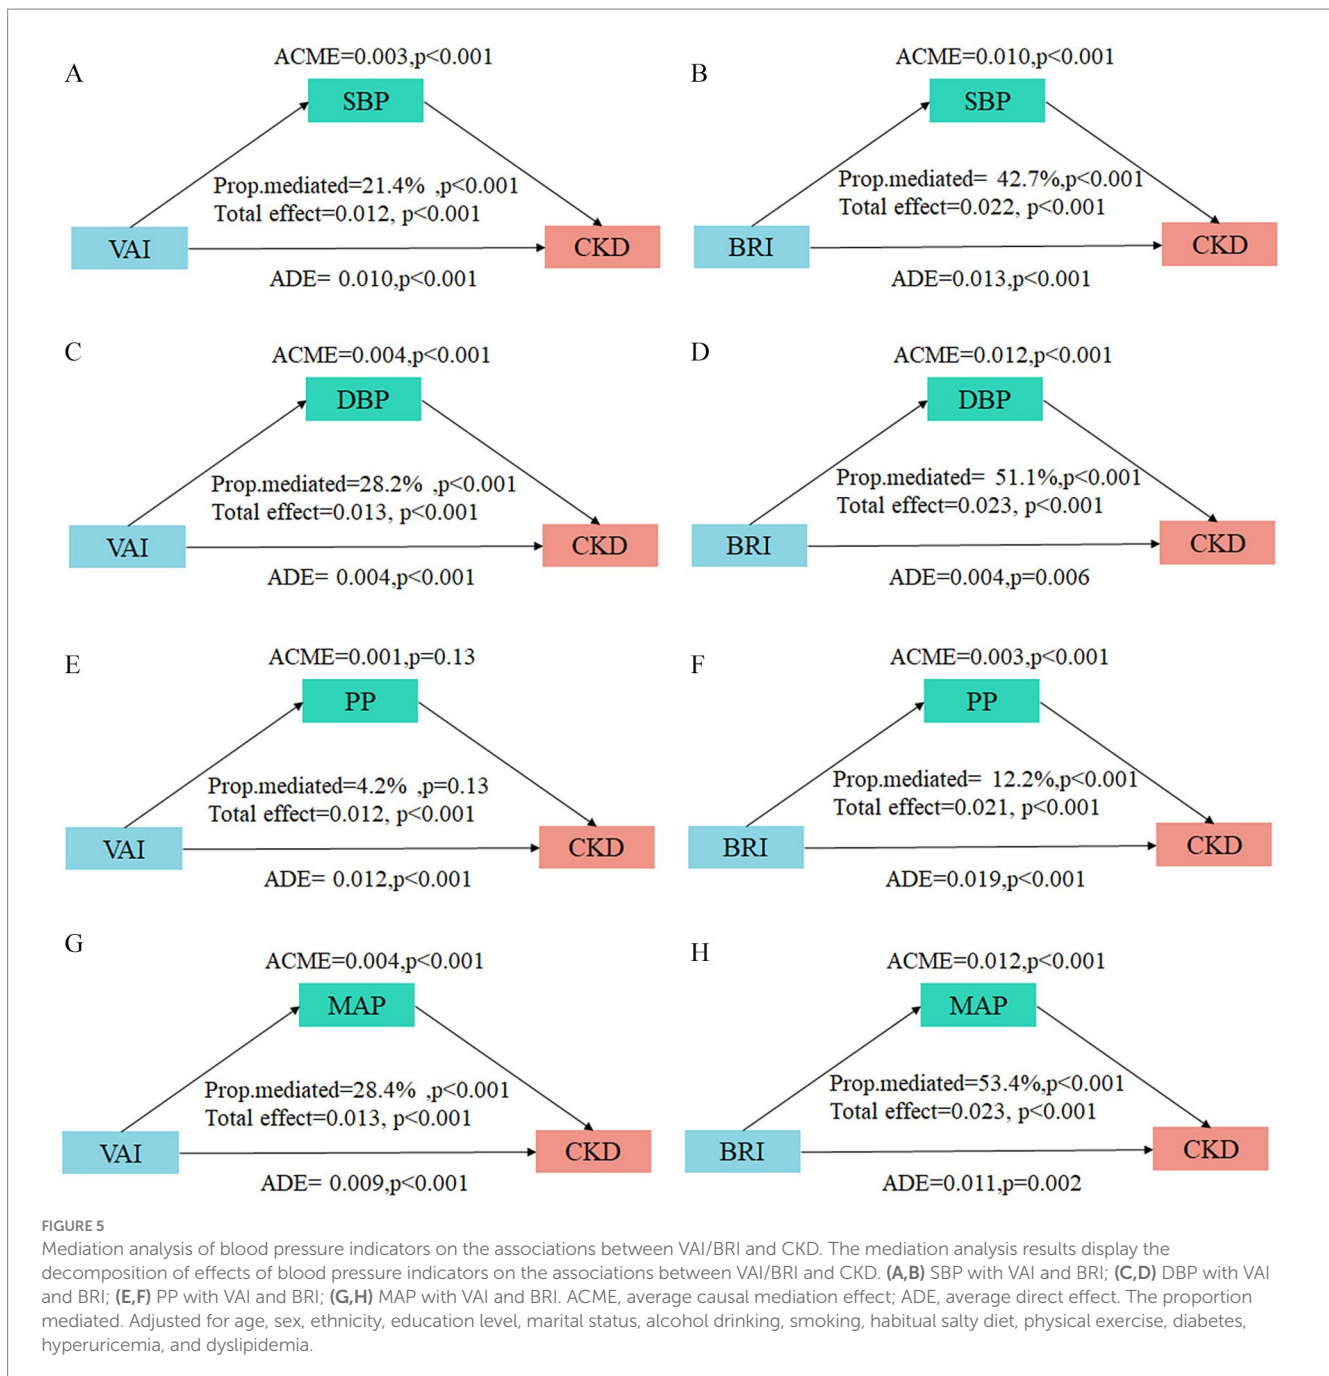 A
ACME=0.003,p<0.001
SBP
Prop.mediated=21.4% ,p<0.001
Total effect=0.012, p<0.001
VAI
CKD
ADE= 0.010,p<0.001
B
ACME=0.010,p<0.001
SBP
Prop.mediated= 42.7%,p<0.001
Total effect=0.022, p<0.001
BRI
CKD
ADE=0.013,p<0.001
C
ACME=0.004,p<0.001
DBP
Prop.mediated=28.2% ,p<0.001
Total effect=0.013, p<0.001
VAI
CKD
ADE= 0.004,p<0.001
D
ACME=0.012,p<0.001
DBP
Prop.mediated= 51.1%,p<0.001
Total effect=0.023, p<0.001
BRI
CKD
ADE=0.004,p=0.006
E
ACME=0.001,p=0.13
PP
Prop.mediated=4.2% ,p=0.13
Total effect=0.012, p<0.001
VAI
CKD
ADE= 0.012,p<0.001
F
ACME=0.003,p<0.001
PP
Prop.mediated= 12.2%,p<0.001
Total effect=0.021, p<0.001
BRI
CKD
ADE=0.019,p<0.001
G
ACME=0.004,p<0.001
MAP
Prop.mediated=28.4% ,p<0.001
Total effect=0.013, p<0.001
VAI
CKD
ADE= 0.009,p<0.001
H
ACME=0.012,p<0.001
MAP
Prop.mediated=53.4%,p<0.001
Total effect=0.023, p<0.001
BRI
CKD
ADE=0.011,p=0.002
FIGURE 5
Mediation analysis of blood pressure indicators on the associations between VAI/BRI and CKD. The mediation analysis results display the
decomposition of effects of blood pressure indicators on the associations between VAI/BRI and CKD. (A,B) SBP with VAI and BRI; (C,D) DBP with VAI
and BRI; (E,F) PP with VAI and BRI; (G,H) MAP with VAI and BRI. ACME, average causal mediation effect; ADE, average direct effect. The proportion
mediated. Adjusted for age, sex, ethnicity, education level, marital status, alcohol drinking, smoking, habitual salty diet, physical exercise, diabetes,
hyperuricemia, and dyslipidemia.